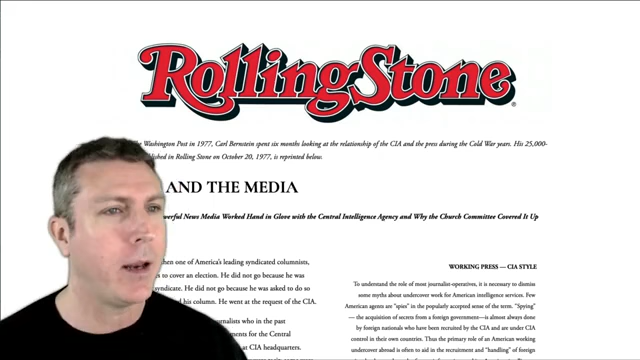 RollingStone
Washington Post in 1977, Carl Bernstein spent six months looking at the relationship of the CIA and the press during the Cold War years. His 25,000-
in Rolling Stone on October 20, 1977, is reprinted below:
AND THE MEDIA
News Media Worked Hand in Glove with the Central Intelligence Agency and Why the Church Committee Covered It Up
one of America's leading syndicated columnists,
to cover an election. He did not go because he was
syndicate. He did not go because he was asked to do so
his column. He went at the request of the CIA.
who in the past
for the Central
at CIA headquarters.
WORKING PRESS — CIA STYLE
To understand the role of most journalist-operatives, it is necessary to dismiss
some myths about undercover work for American intelligence services. Few
American agents are "spies" in the popularly accepted sense of the term. "Spying"
— the acquisition of secrets from a foreign government—is almost always done
by foreign nationals who have been recruited by the CIA and are under CIA
control in their own countries. Thus the primary role of an American working
undercover abroad is often to aid in the recruitment and "handling" of foreign